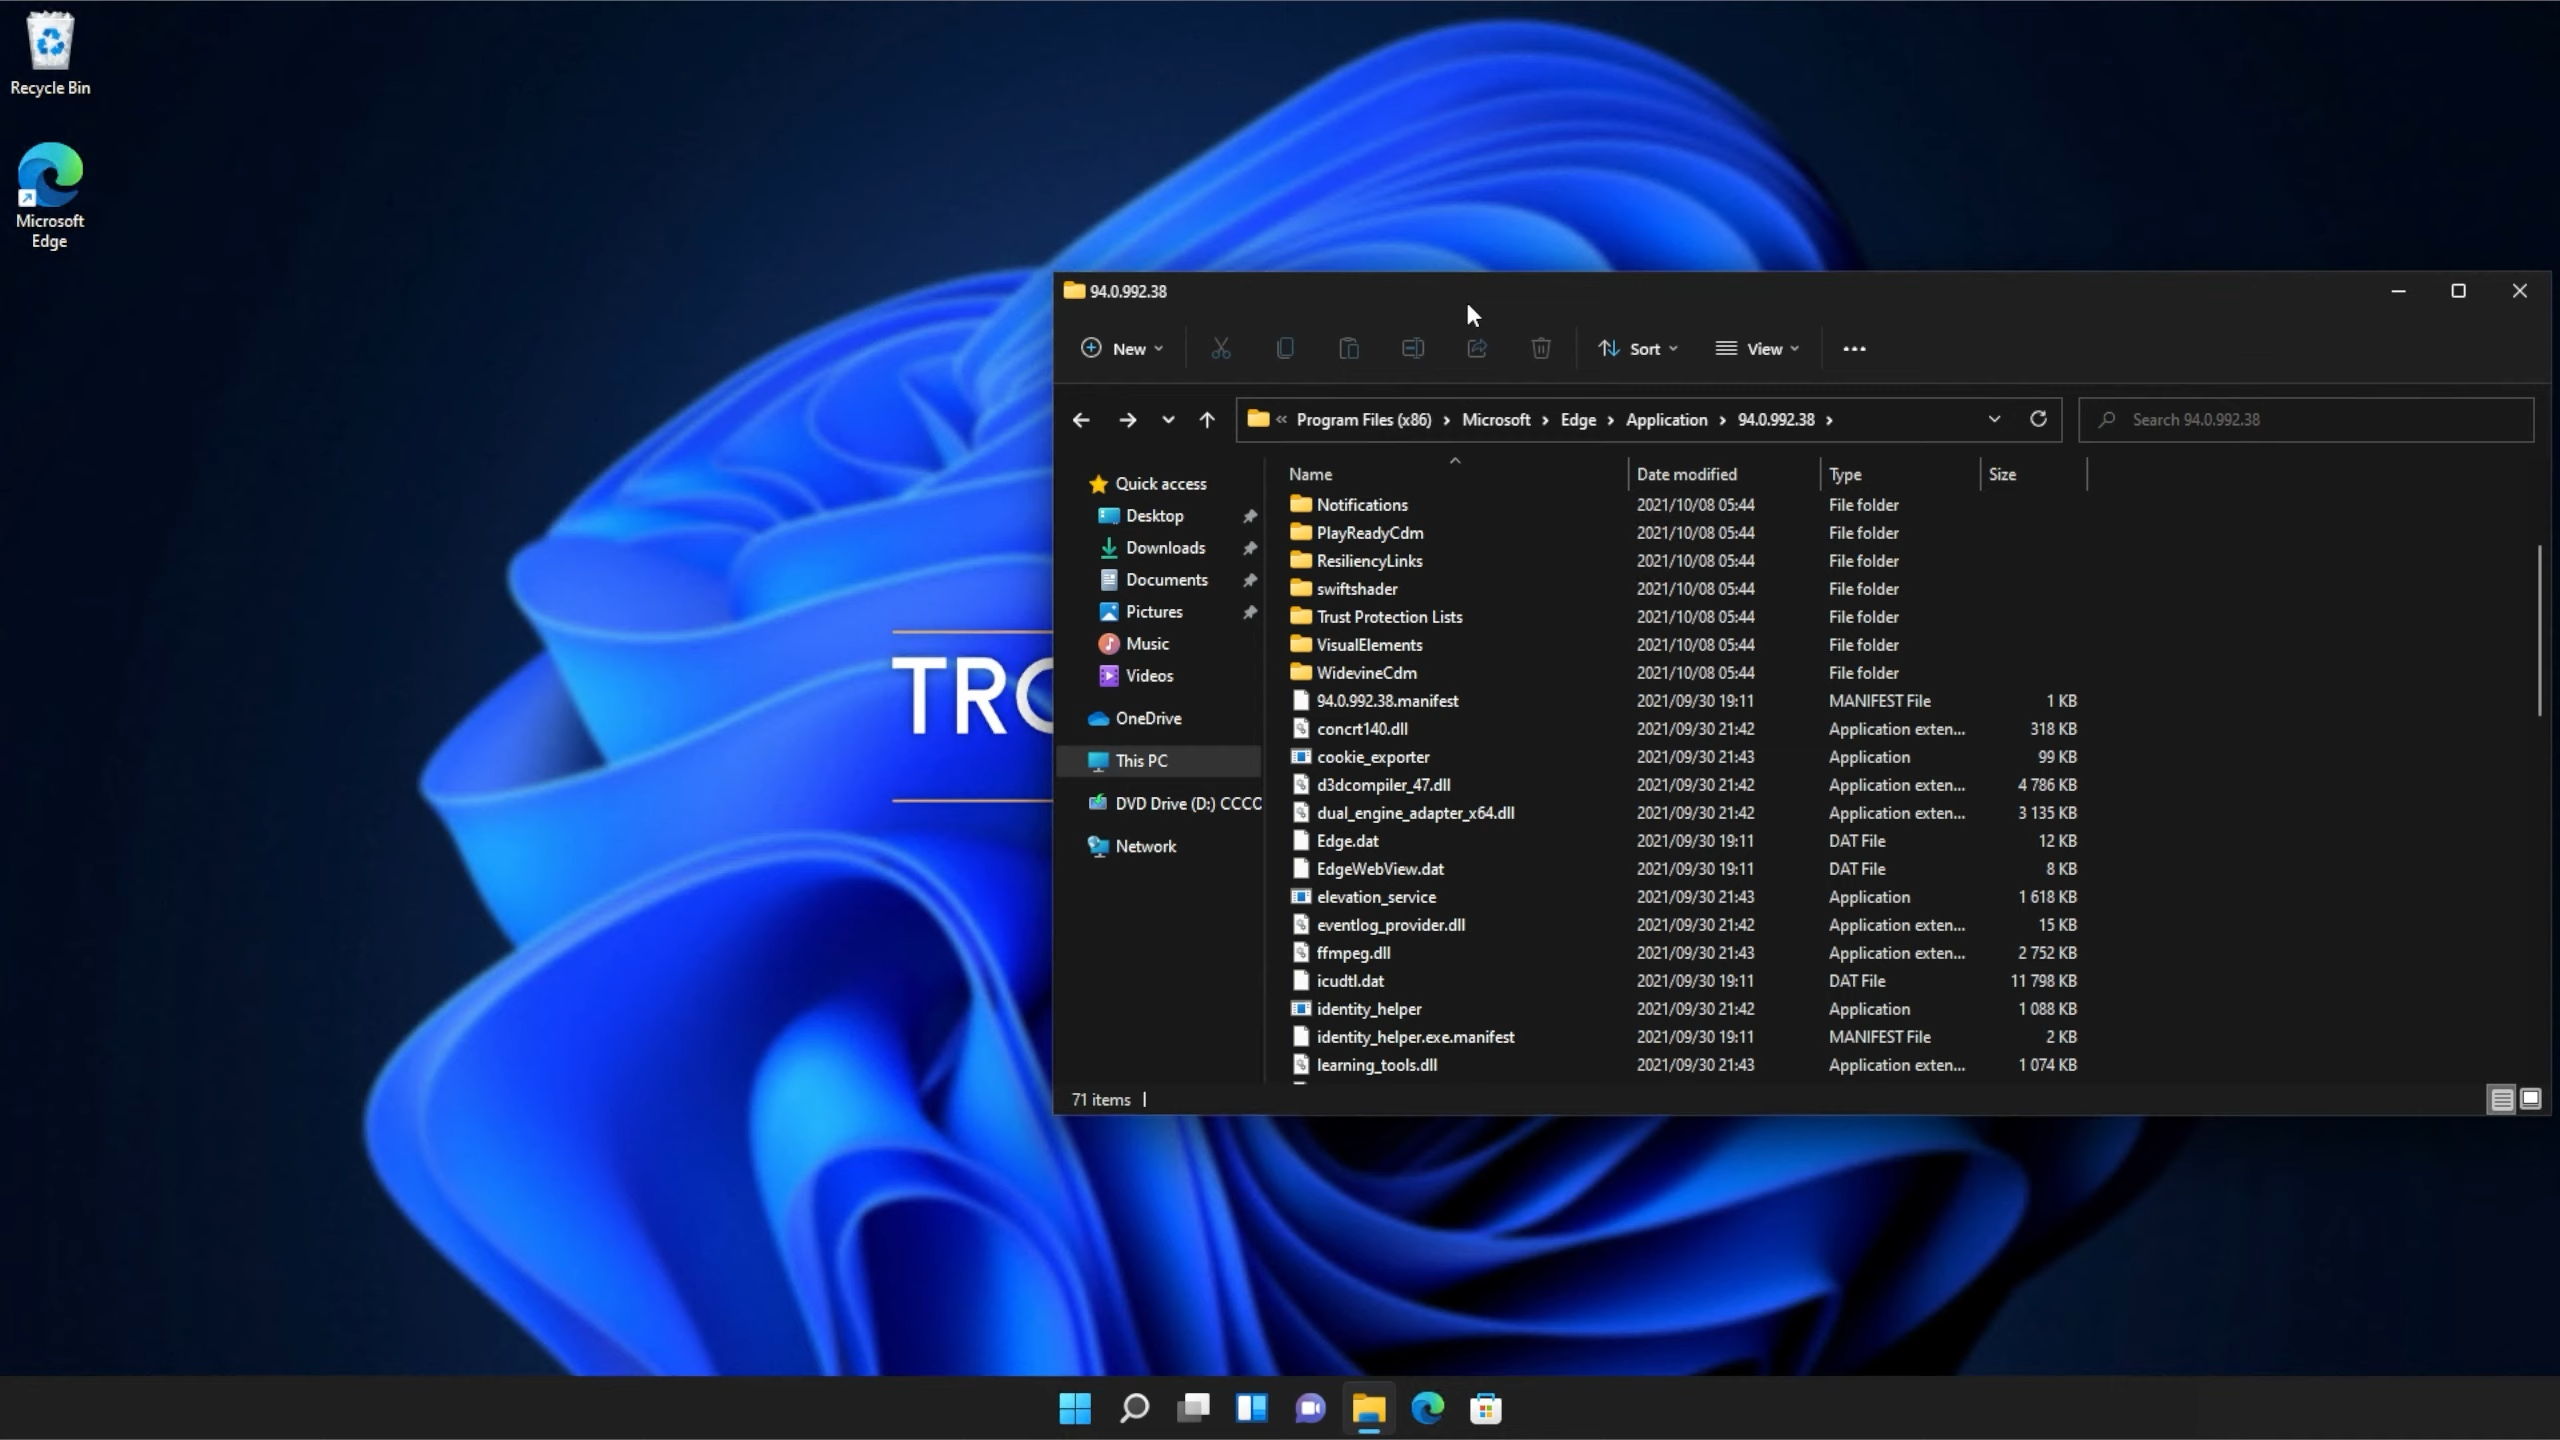 Recycle Bin
Microsoft
Edge
TRO
94.0.992.38
New
Sort
View
« Program Files (x86) › Microsoft › Edge › Application › 94.0.992.38 ›
Search 94.0.992.38
Quick access
Desktop
Downloads
Documents
Pictures
Music
Videos
OneDrive
This PC
DVD Drive (D:) CCCC
Network
Name Date modified Type Size
Notifications 2021/10/08 05:44 File folder
PlayReadyCdm 2021/10/08 05:44 File folder
ResiliencyLinks 2021/10/08 05:44 File folder
swiftshader 2021/10/08 05:44 File folder
Trust Protection Lists 2021/10/08 05:44 File folder
VisualElements 2021/10/08 05:44 File folder
WidevineCdm 2021/10/08 05:44 File folder
94.0.992.38.manifest 2021/09/30 19:11 MANIFEST File 1 KB
concrt140.dll 2021/09/30 21:42 Application exten... 318 KB
cookie_exporter 2021/09/30 21:43 Application 99 KB
d3dcompiler_47.dll 2021/09/30 21:42 Application exten... 4 786 KB
dual_engine_adapter_x64.dll 2021/09/30 21:42 Application exten... 3 135 KB
Edge.dat 2021/09/30 19:11 DAT File 12 KB
EdgeWebView.dat 2021/09/30 19:11 DAT File 8 KB
elevation_service 2021/09/30 21:43 Application 1 618 KB
eventlog_provider.dll 2021/09/30 21:42 Application exten... 15 KB
ffmpeg.dll 2021/09/30 21:43 Application exten... 2 752 KB
icudtl.dat 2021/09/30 19:11 DAT File 11 798 KB
identity_helper 2021/09/30 21:42 Application 1 088 KB
identity_helper.exe.manifest 2021/09/30 19:11 MANIFEST File 2 KB
learning_tools.dll 2021/09/30 21:43 Application exten... 1 074 KB
71 items